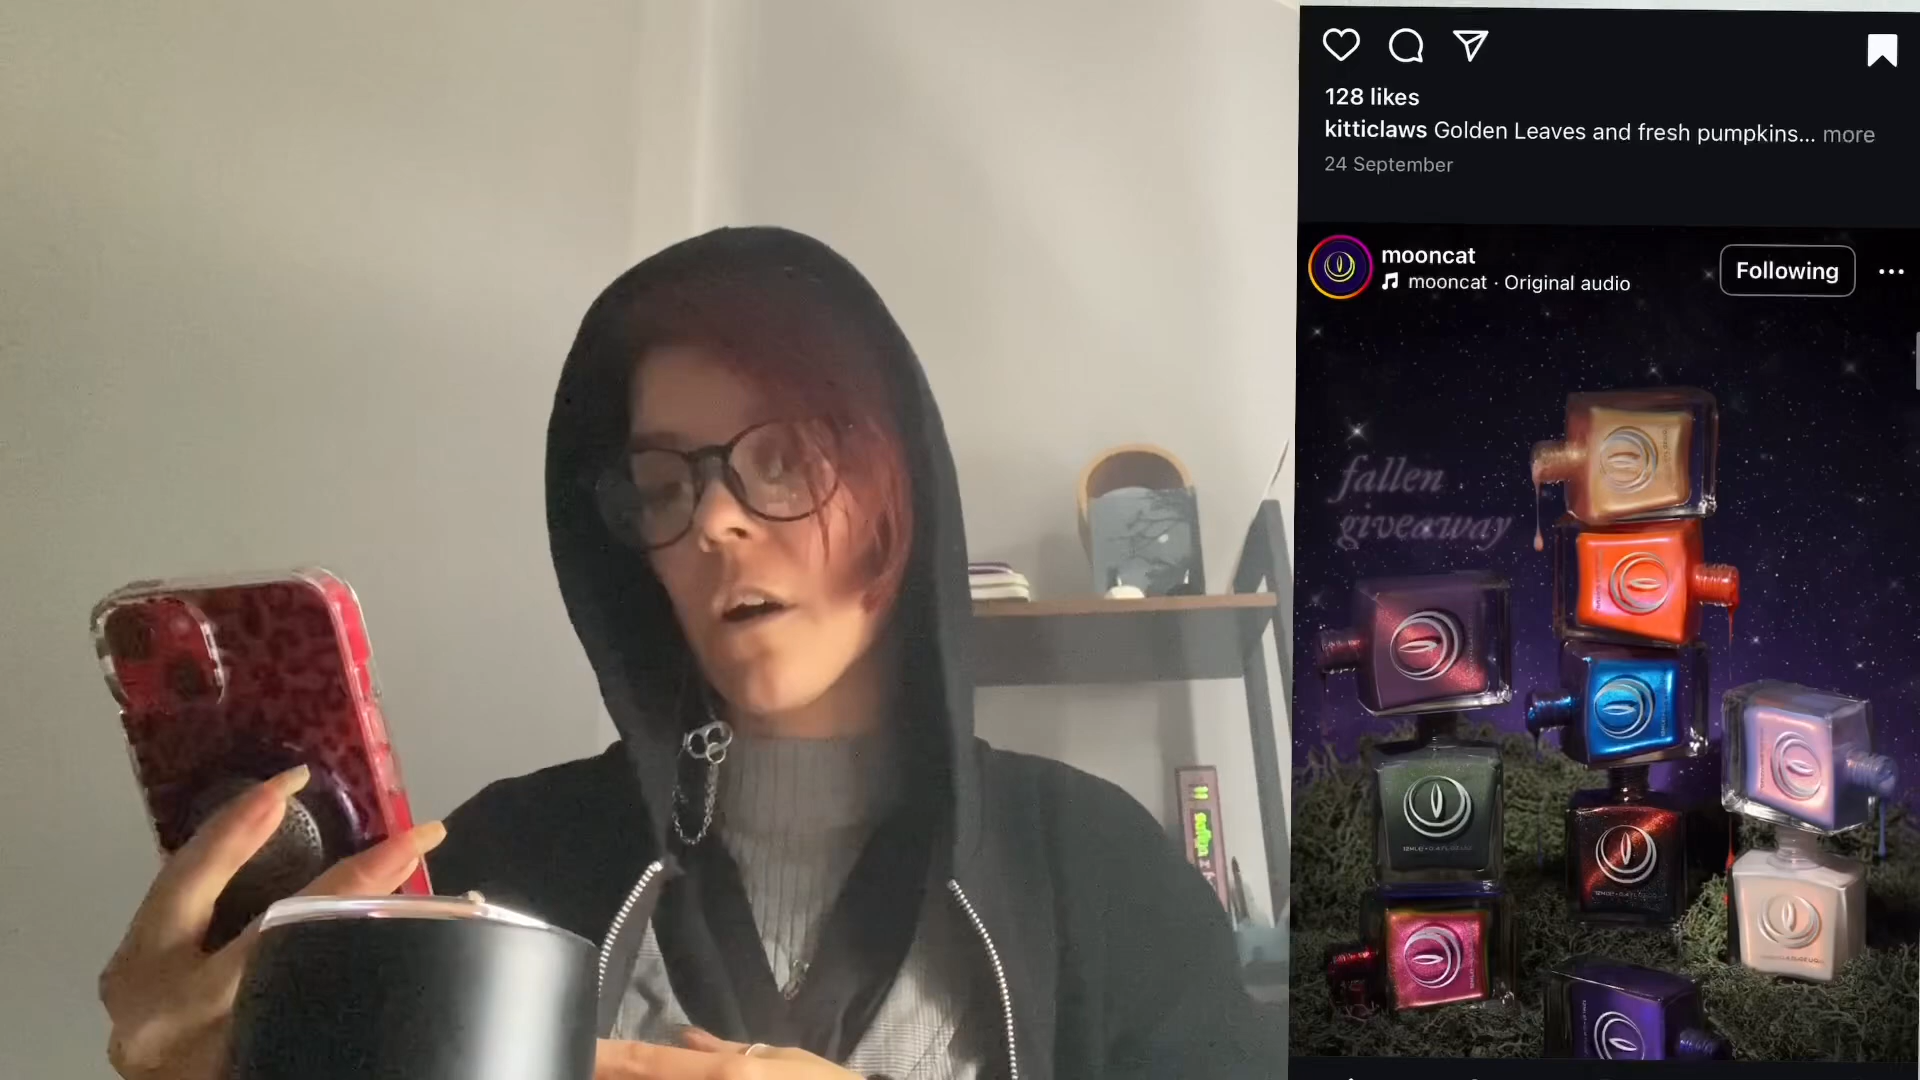 128 likes
kitticlaws Golden Leaves and fresh pumpkins... more
24 September
mooncat
mooncat · Original audio
Following
fallen
giveaway